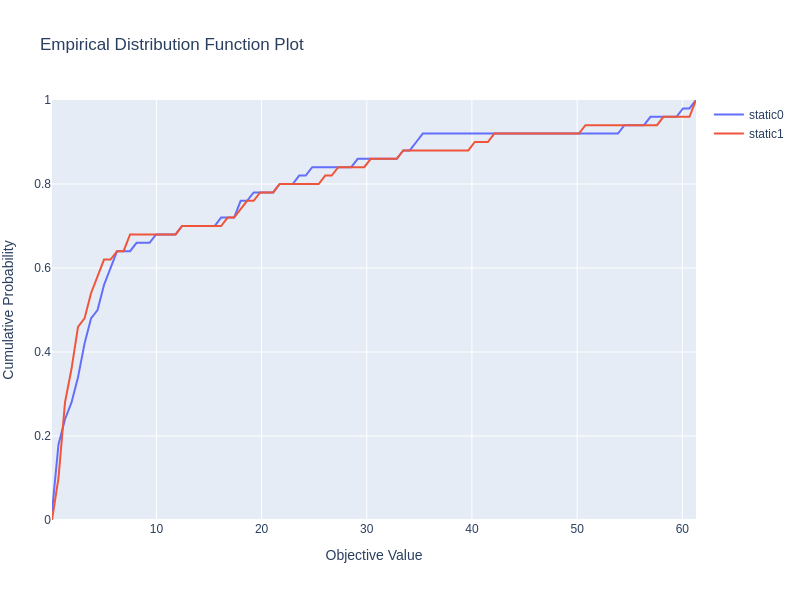 Empirical Distribution Function Plot
static0
static1
1
0.8
0.6
0.4
0.2
0
Cumulative Probability
10
20
30
40
50
60
Objective Value